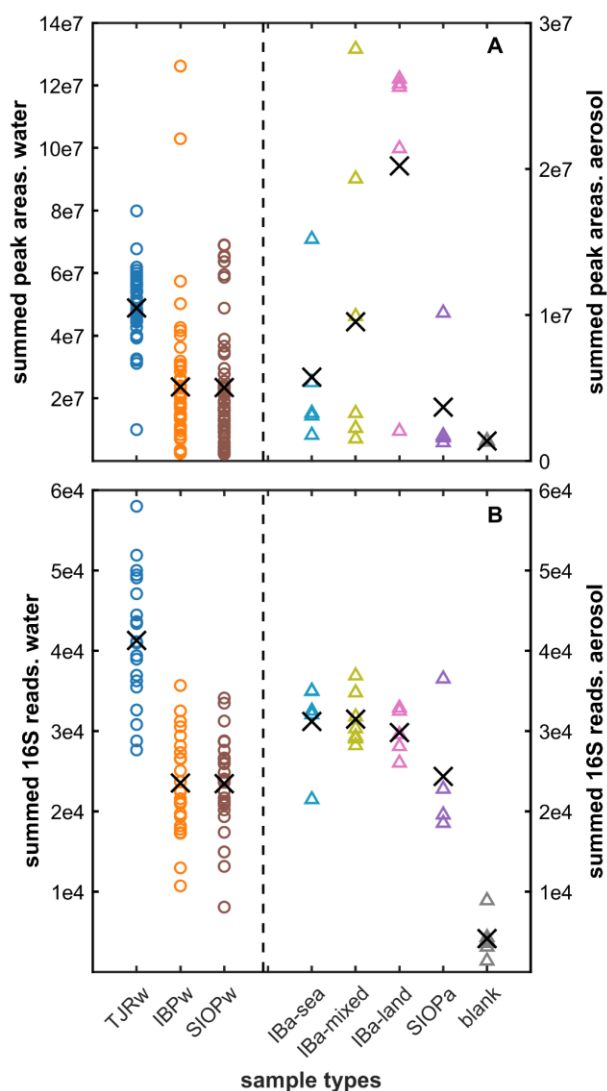 14e7
12e7
10e7
8e7
6e7
4e7
2e7
summed peak areas. water
A
3e7
2e7
1e7
0
summed peak areas. aerosol
6e4
5e4
4e4
3e4
2e4
1e4
summed 16S reads. water
B
6e4
5e4
4e4
3e4
2e4
1e4
summed 16S reads. aerosol
TJRw
IBPw
SIOPw
IBa-sea
IBa-mixed
IBa-land
SIOPa
blank
sample types